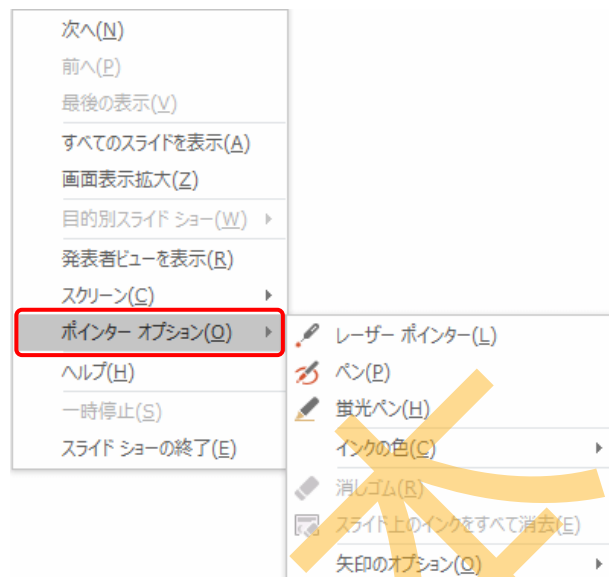 次へ(N)
前へ(P)
最後の表示(V)
すべてのスライドを表示(A)
画面表示拡大(Z)
目的別スライド ショー(W)
発表者ビューを表示(R)
スクリーン(C)
ポインター オプション(O)
ヘルプ(H)
一時停止(S)
スライド ショーの終了(E)
レーザー ポインター(L)
ペン(P)
蛍光ペン(H)
インクの色(C)
消しゴム(R)
スライド上のインクをすべて消去(E)
矢印のオプション(O)